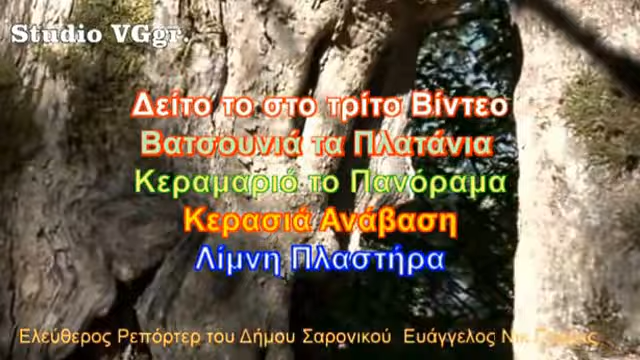 Studio VGgr.
Δείτο το στο τρίτο Βίντεο
Βατσουνιά τα Πλατάνια
Κεραμαριό το Πανόραμα
Κερασιά Ανάβαση
Λίμνη Πλαστήρα
Ελεύθερος Ρεπόρτερ του Δήμου Σαρονικού Ευάγγελος Νικ